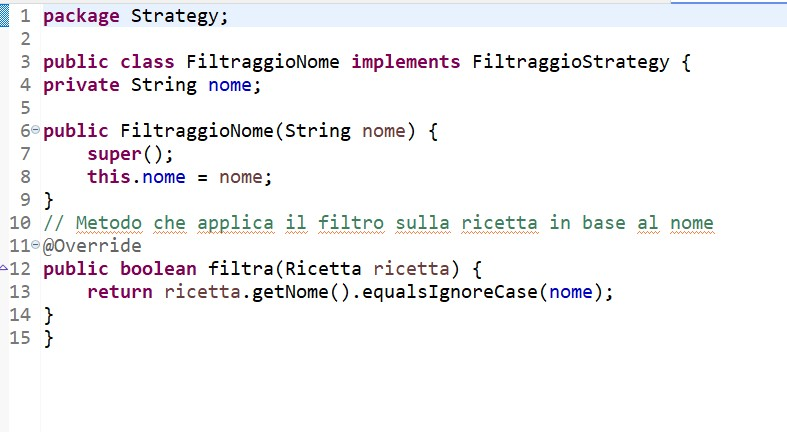 1 package Strategy;
2
3 public class FiltraggioNome implements FiltraggioStrategy {
4 private String nome;
5
6 public FiltraggioNome(String nome) {
7     super();
8     this.nome = nome;
9 }
10 // Metodo che applica il filtro sulla ricetta in base al nome
11 @Override
12 public boolean filtra(Ricetta ricetta) {
13     return ricetta.getNome().equalsIgnoreCase(nome);
14 }
15 }